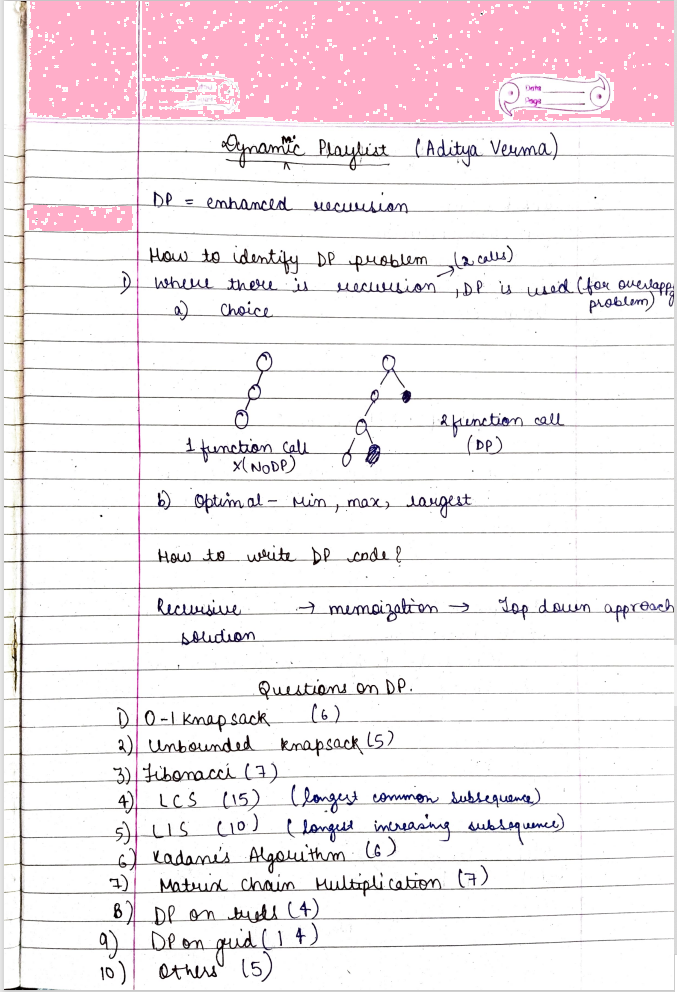 Date
Page
Dynamic Playlist (Aditya Verma)
DP = enhanced recursion
How to identify DP problem (2 calls)
1) where there is recursion → , DP is used (for overlappg
problem)
a) Choice
1 function call
X(NO DP)
2 function call
(DP)
b) Optimal - Min, max, largest
How to write DP code?
Recursive → memoization → Top down approach
solution
Questions on DP.
1) 0-1 knapsack (6)
2) Unbounded knapsack (5)
3) Fibonacci (7)
4) LCS (15) (longest common subsequence)
5) LIS (10) (longest increasing subsequence)
6) Kadane's Algorithm (6)
7) Matrix Chain Multiplication (7)
8) DP on trees (4)
9) DP on grid (14)
10) Others (5)